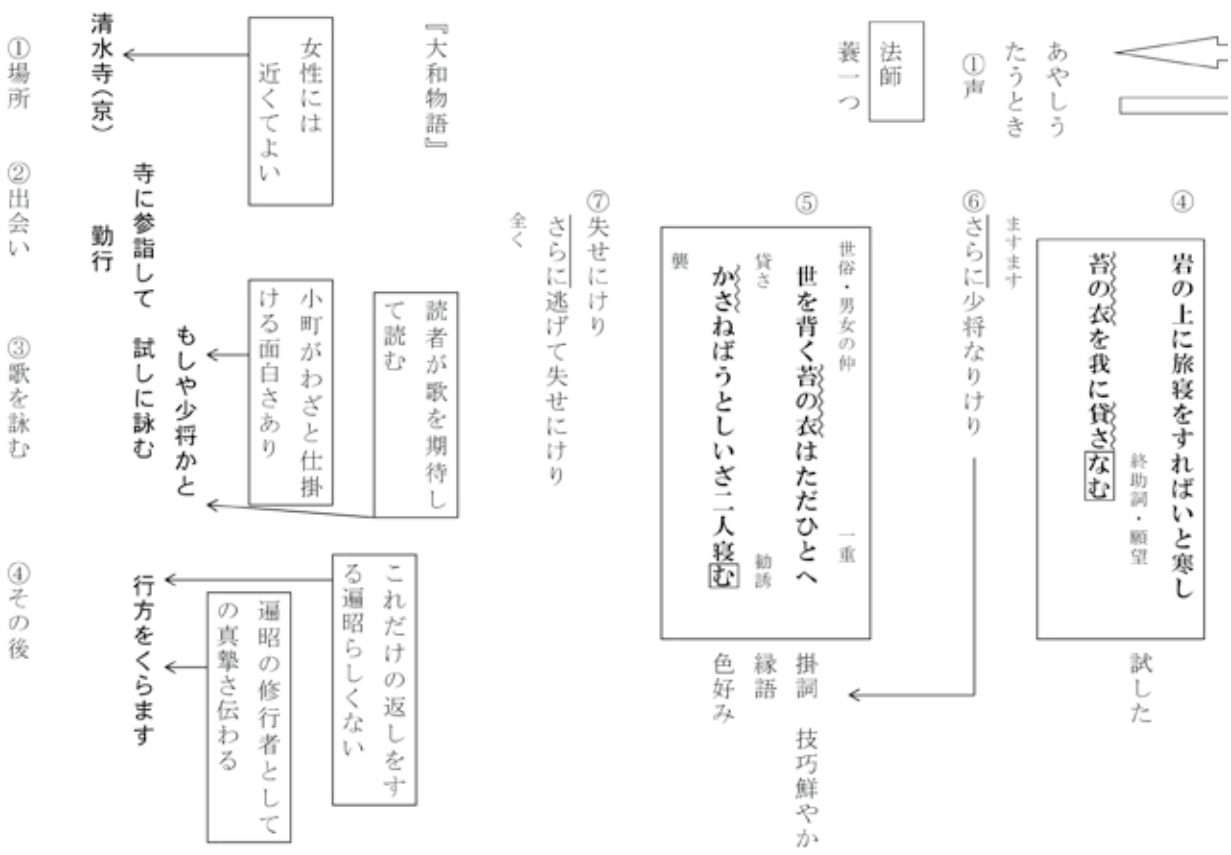 あやしう
たうとき
①声
法師
蓑一つ
④
岩の上に旅寝をすればいと寒し
苔の衣を我に貸さなむ
終助詞・願望
試した
ますます
⑥さらに少将なりけり
⑤
世俗・男女の仲
一重
世を背く苔の衣はただひとへ
貸さ
勧誘
かさねばうとしいざ二人寝む
襲
掛詞　技巧鮮やか
縁語
色好み
⑦失せにけり
さらに逃げて失せにけり
全く
『大和物語』
女性には
近くてよい
清水寺（京）
寺に参詣して
勤行
読者が歌を期待し
て読む
小町がわざと仕掛
ける面白さあり
もしや少将かと
試しに詠む
これだけの返しをす
る遍昭らしくない
遍昭の修行者として
の真摯さ伝わる
行方をくらます
①場所
②出会い
③歌を詠む
④その後